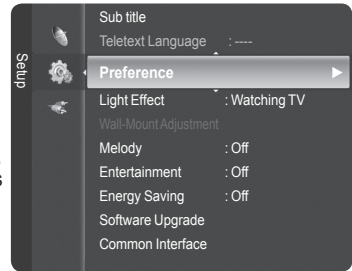 Setup
Sub title
Teletext Language : ----
Preference
Light Effect : Watching TV
Wall-Mount Adjustment
Melody : Off
Entertainment : Off
Energy Saving : Off
Software Upgrade
Common Interface